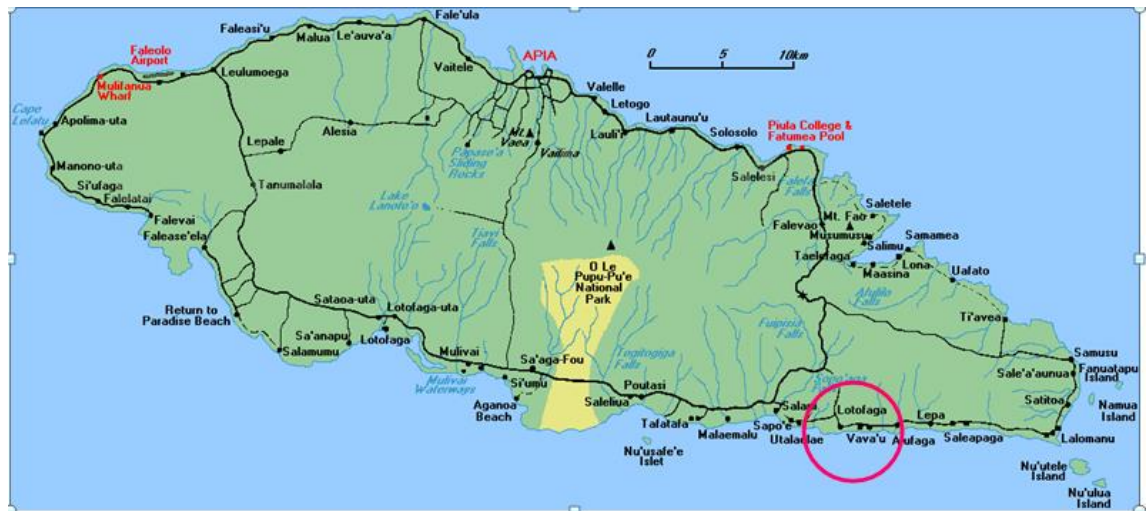 Fale'ula
Faleasi'u
Malua
Le'auva'a
Faleolo
Airport
Vaitele
APIA
0 5 10km
Leulumoega
Mulifanua
Wharf
Vaielle
Letogo
Cape
Lefatu
Apolima-uta
Alesia
Mt.
Vaea
Lauli'i
Lautaunu'u
Solosolo
Piula College &
Fatumea Pool
Lepale
Papase'a
Sliding
Rocks
Vailima
Manono-uta
Salelesi
Falefa
Falls
Si'ufaga
Falelatai
Tanumalala
Saletele
Falevai
Lake
Lanoto'o
Falevao
Mt. Fao
Musumusu
Samamea
Falease'ela
Tiavi
Falls
Salimu
Taelefaga
Lona
Maasina
Uafato
O Le
Pupu-Pu'e
National
Park
Afulilo
Falls
Return to
Paradise Beach
Sataoa-uta
Lotofaga-uta
Fuipisia
Falls
Ti'avea
Sa'anapu
Lotofaga
Salamumu
Mulivai
Sa'aga-Fou
Togitogiga
Falls
Samusu
Sale'a'aunua
Fanuatapu
Island
Mulivai
Waterways
Si'umu
Poutasi
Sopo'aga
Salani
Lotofaga
Lepa
Satitoa
Namua
Island
Aganoa
Beach
Saleilua
Tafatafa
Malaemalu
Sapo'e
Utalaelae
Vava'u
Aufaga
Saleapaga
Lalomanu
Nu'usafe'e
Islet
Nu'utele
Island
Nu'ulua
Island